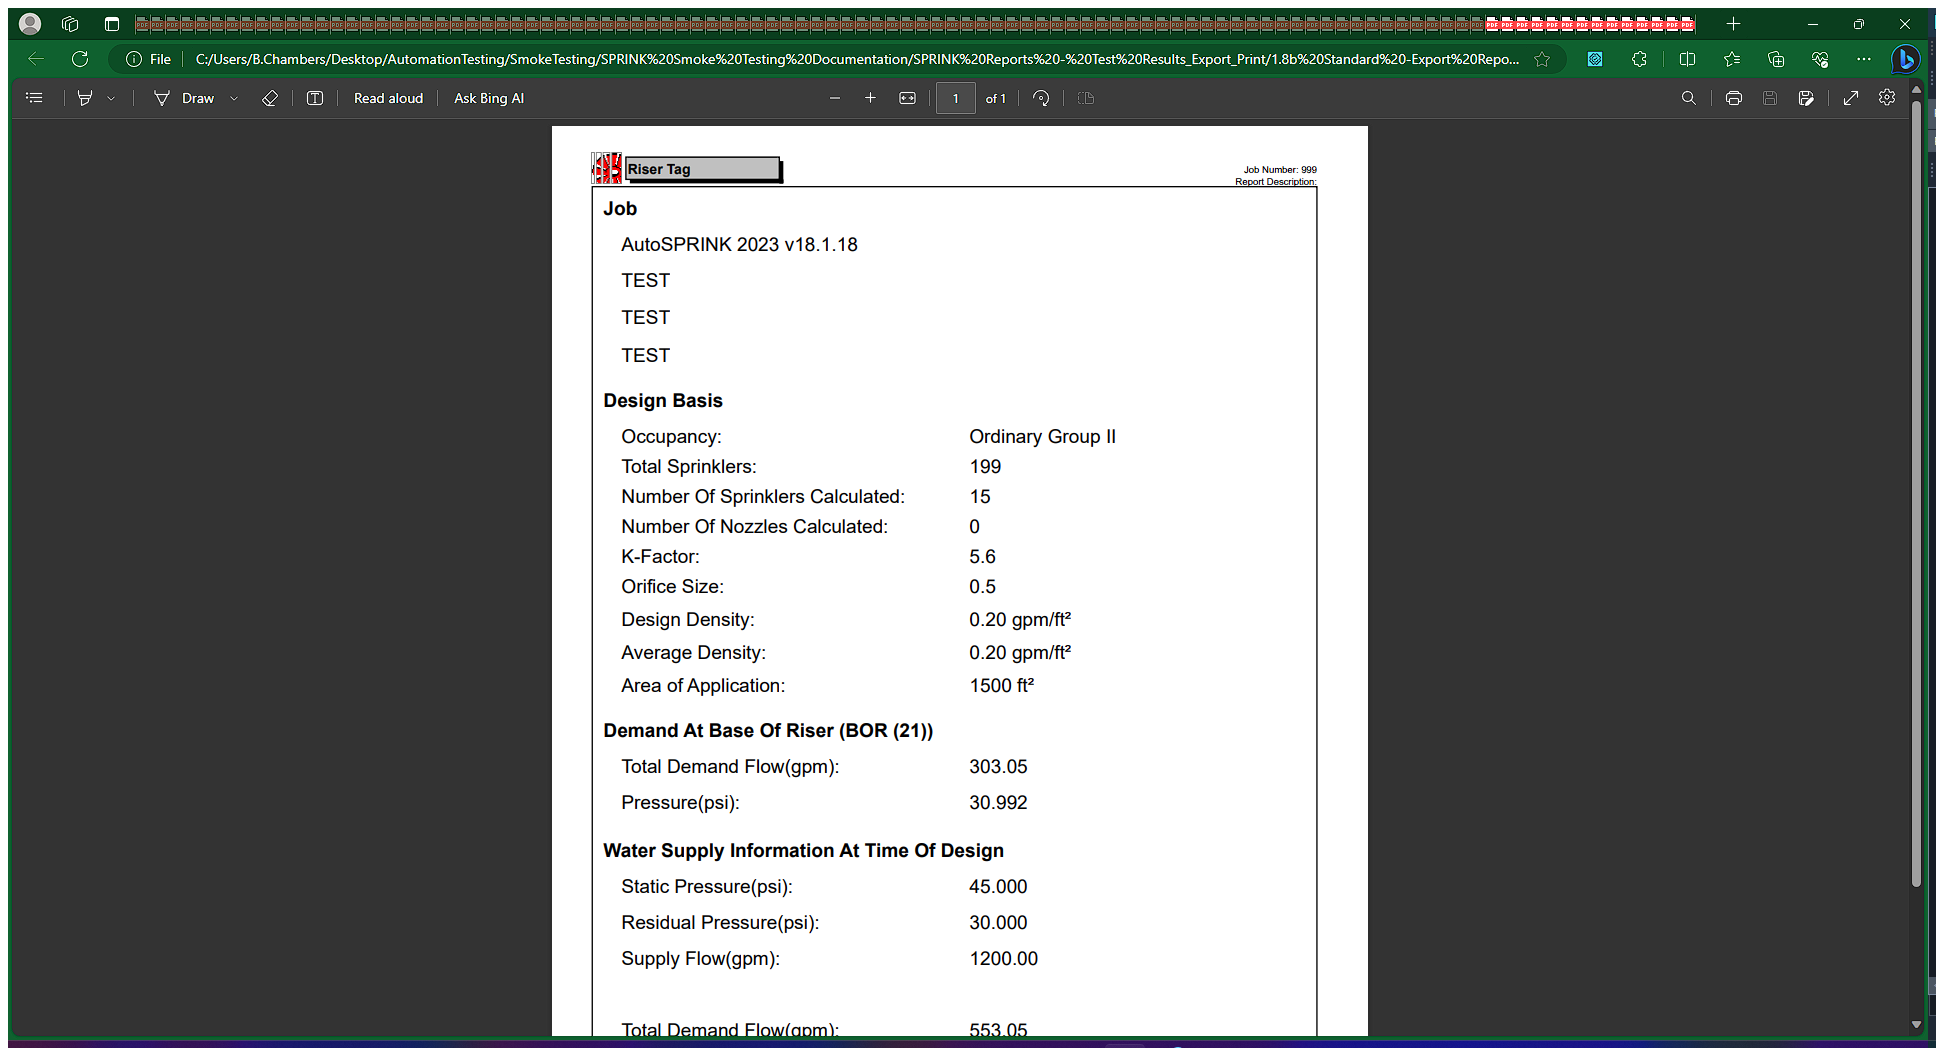 File C:/Users/B.Chambers/Desktop/AutomationTesting/SmokeTesting/SPRINK%20Smoke%20Testing%20Documentation/SPRINK%20Reports%20-%20Test%20Results_Export_Print/1.8b%20Standard%20-Export%20Repo...
Draw Read aloud Ask Bing AI 1 of 1
Riser Tag
Job Number: 999
Report Description:
Job
AutoSPRINK 2023 v18.1.18
TEST
TEST
TEST
Design Basis
Occupancy: Ordinary Group II
Total Sprinklers: 199
Number Of Sprinklers Calculated: 15
Number Of Nozzles Calculated: 0
K-Factor: 5.6
Orifice Size: 0.5
Design Density: 0.20 gpm/ft²
Average Density: 0.20 gpm/ft²
Area of Application: 1500 ft²
Demand At Base Of Riser (BOR (21))
Total Demand Flow(gpm): 303.05
Pressure(psi): 30.992
Water Supply Information At Time Of Design
Static Pressure(psi): 45.000
Residual Pressure(psi): 30.000
Supply Flow(gpm): 1200.00
Total Demand Flow(gpm): 553.05